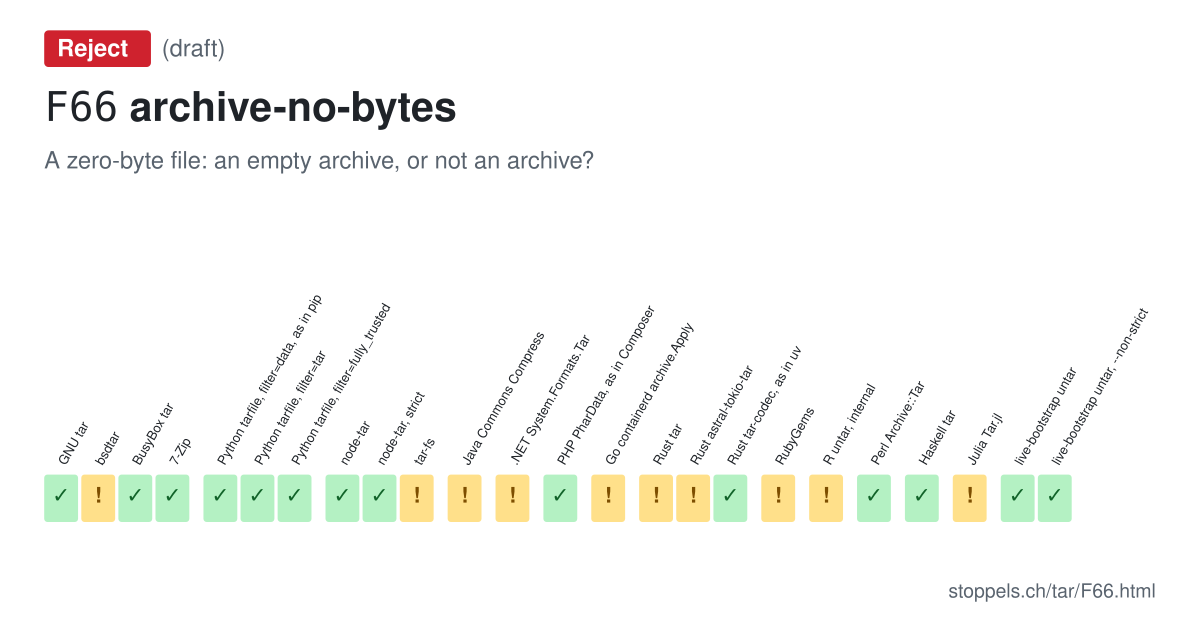 Reject (draft)
F66 archive-no-bytes
A zero-byte file: an empty archive, or not an archive?
GNU tar
bsdtar
BusyBox tar
7-Zip
Python tarfile, filter=data, as in pip
Python tarfile, filter=tar
Python tarfile, filter=fully_trusted
node-tar
node-tar, strict
tar-fs
Java Commons Compress
.NET System.Formats.Tar
PHP PharData, as in Composer
Go containerd archive.Apply
Rust tar
Rust astral-tokio-tar
Rust tar-codec, as in uv
RubyGems
R untar, internal
Perl Archive::Tar
Haskell tar
Julia Tar.jl
live-bootstrap untar
live-bootstrap untar, --non-strict
✓ ! ✓ ✓ ✓ ✓ ✓ ✓ ✓ ! ! ! ✓ ! ! ! ✓ ! ! ✓ ✓ ! ✓ ✓
stoppels.ch/tar/F66.html